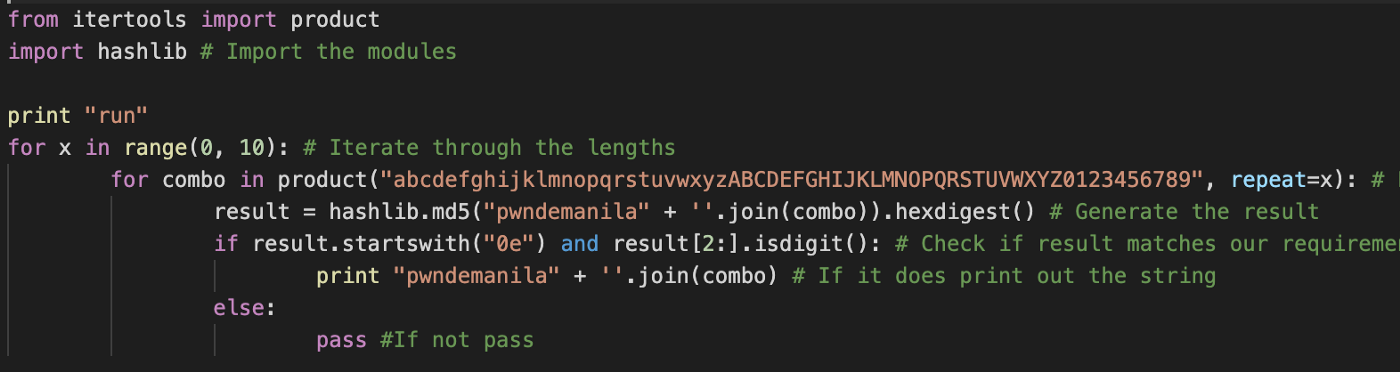 from itertools import product
import hashlib # Import the modules
print "run"
for x in range(0, 10): # Iterate through the lengths
for combo in product("abcdefghijklmnopqrstuvwxyzABCDEFGHIJKLMNOPQRSTUVWXYZ0123456789", repeat=x): #
result = hashlib.md5("pwndemanila" + ''.join(combo)).hexdigest() # Generate the result
if result.startswith("0e") and result[2:].isdigit(): # Check if result matches our
print "pwndemanila" + ''.join(combo) # If it does print out the string
else:
pass #If not pass